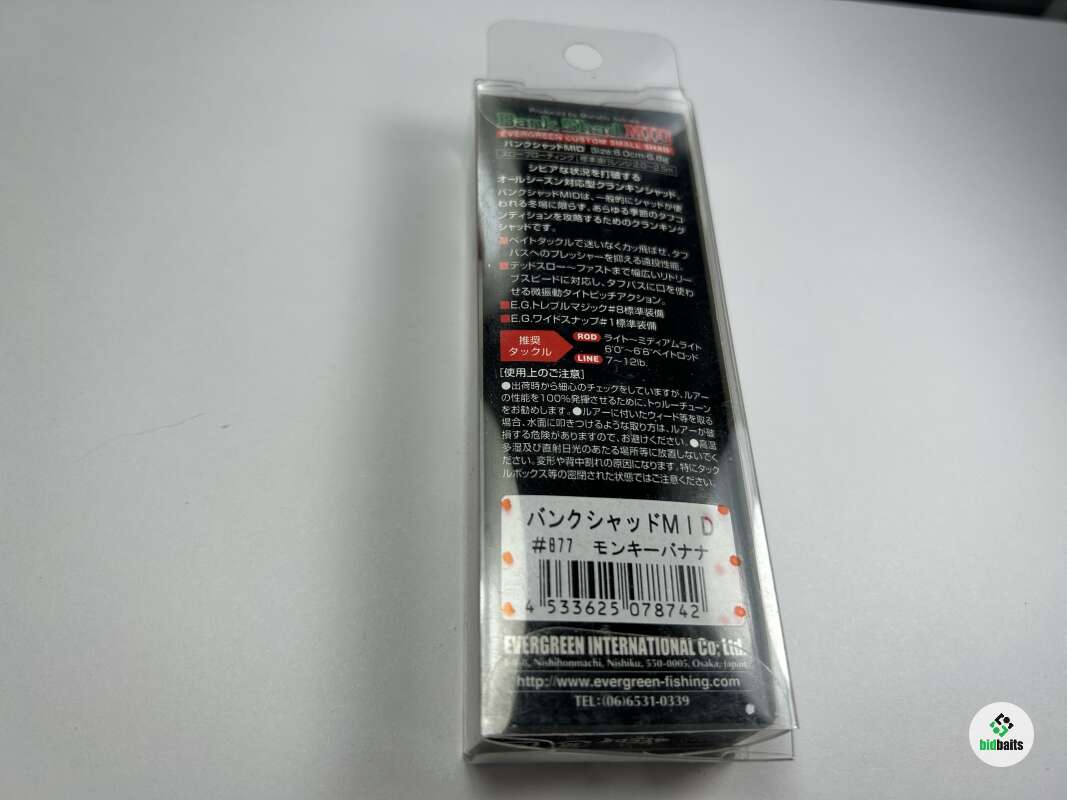 Bank Shad MID
EVERGREEN CUSTOM SMALL SHAD
バンクシャッドMID Size:6.0cm-6.8g
シビアな状況を打破する
オールシーズン対応型クランキンシャッド。
バンクシャッドMIDは、一般的にシャッドが使
われる冬場に限らず、あらゆる季節のタフコ
ンディションを攻略するためのクランキング
シャッドです。
ベイトタックルで迷いなくカッ飛ばせ、タフ
バスへのプレッシャーを抑える遠投性能。
デッドスロー〜ファストまで幅広いリトリー
ブスピードに対応し、タフバスに口を使わ
せる微振動タイトピッチアクション。
E.G.トレブルマジック#8標準装備
E.G.ワイドスナップ#1標準装備
推奨
タックル
ROD ライト〜ミディアムライト
6'0"〜6'6"ベイトロッド
LINE 7〜12lb.
[使用上のご注意]
●出荷時から細心のチェックをしていますが、ルアー
の性能を100%発揮させるために、トゥルーチューン
をお勧めします。●ルアーに付いたウィード等を取る
場合、水面に叩きつけるような取り方は、ルアーが破
損する危険がありますので、お避けください。●高温
多湿及び直射日光のあたる場所等に放置しないでく
ださい。変形や背中割れの原因になります。特にタック
ルボックス等の密閉された状態ではご注意ください。
バンクシャッドMID
#877 モンキーバナナ
4 533625 078742
EVERGREEN INTERNATIONAL Co; Ltd.
Nishihonmachi, Nishiku, 550-0005, Osaka, Japan
http://www.evergreen-fishing.com
TEL:(06)6531-0339
bidbaits